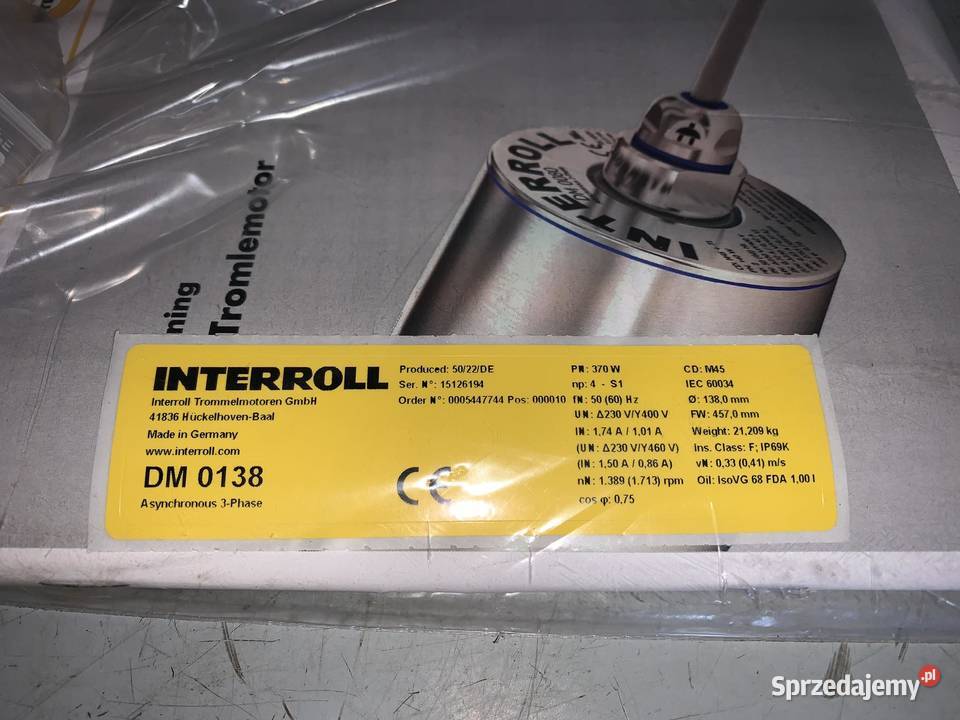 ning
Tromlemotor
INTERROLL
INTERROLL
Interroll Trommelmotoren GmbH
41836 Hückelhoven-Baal
Made in Germany
www.interroll.com
DM 0138
Asynchronous 3-Phase
Produced: 50/22/DE
Ser. N°: 15126194
Order N°: 0005447744 Pos: 000010
CE
PN: 370 W
np: 4 - S1
fN: 50 (60) Hz
UN: Δ230 V/Y400 V
IN: 1,74 A / 1,01 A
(UN: Δ230 V/Y460 V)
(IN: 1,50 A / 0,86 A)
nN: 1.389 (1.713) rpm
cos φ: 0,75
CD: M45
IEC 60034
Ø: 138,0 mm
FW: 457,0 mm
Weight: 21,209 kg
Ins. Class: F; IP69K
vN: 0,33 (0,41) m/s
Oil: IsoVG 68 FDA 1,00 l
Sprzedajemy.pl